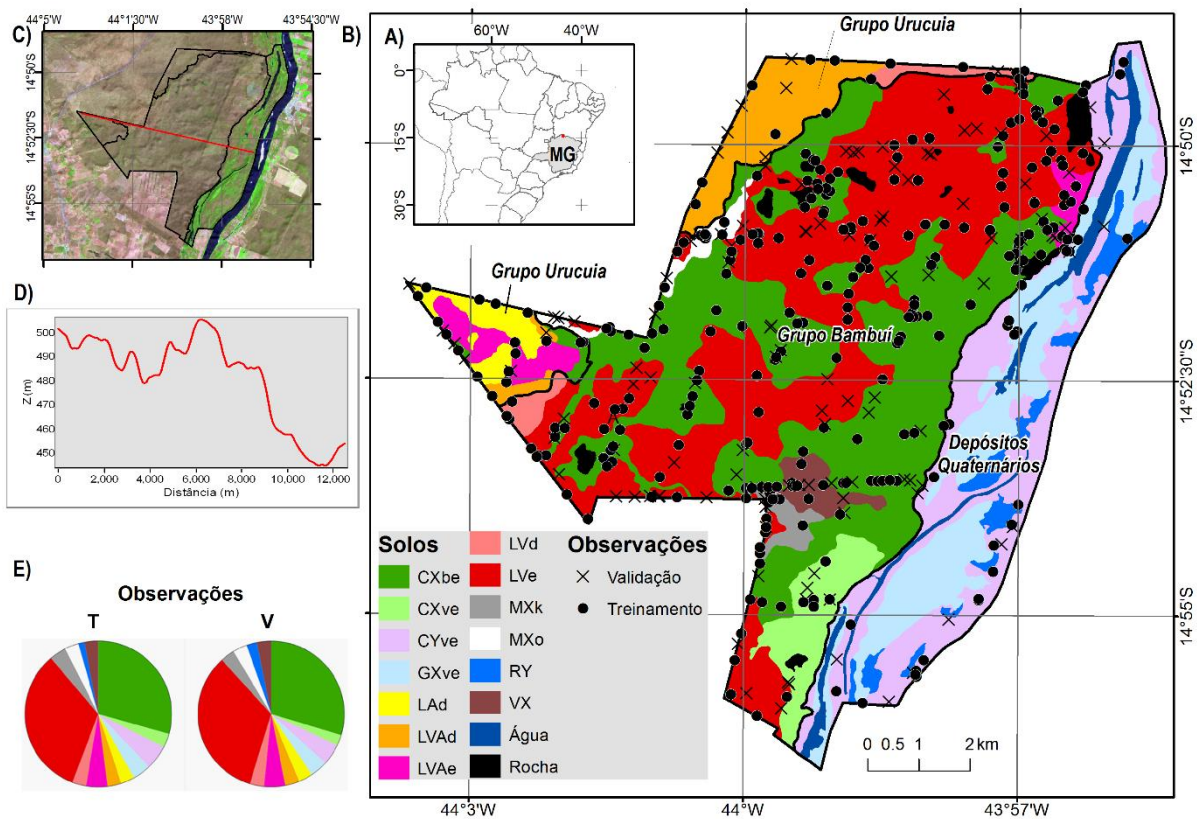 C)
44°5'W
44°1'30"W
43°58'W
43°54'30"W
14°50'S
14°52'30"S
14°55'S
B)
A)
60°W
40°W
0°
15°S
30°S
MG
Grupo Urucuia
Grupo Urucuia
Grupo Bambuí
Depósitos
Quaternários
14°50'S
14°52'30"S
14°55'S
44°3'W
44°W
43°57'W
D)
Z (m)
500
490
480
470
460
450
0
2,000
4,000
6,000
8,000
10,000
12,000
Distância (m)
E)
Observações
T
V
Solos
CXbe
CXve
CYve
GXve
LAd
LVAd
LVAe
LVd
LVe
MXk
MXo
RY
VX
Água
Rocha
Observações
Validação
Treinamento
0 0.5 1 2 km